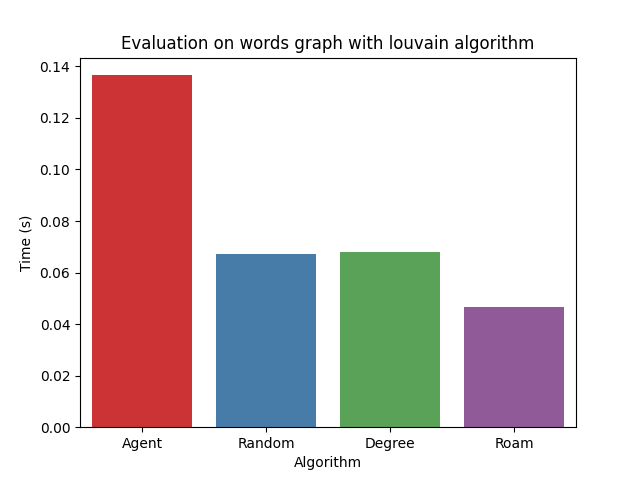 Evaluation on words graph with louvain algorithm
0.14
0.12
0.10
0.08
0.06
0.04
0.02
0.00
Time (s)
Agent Random Degree Roam
Algorithm